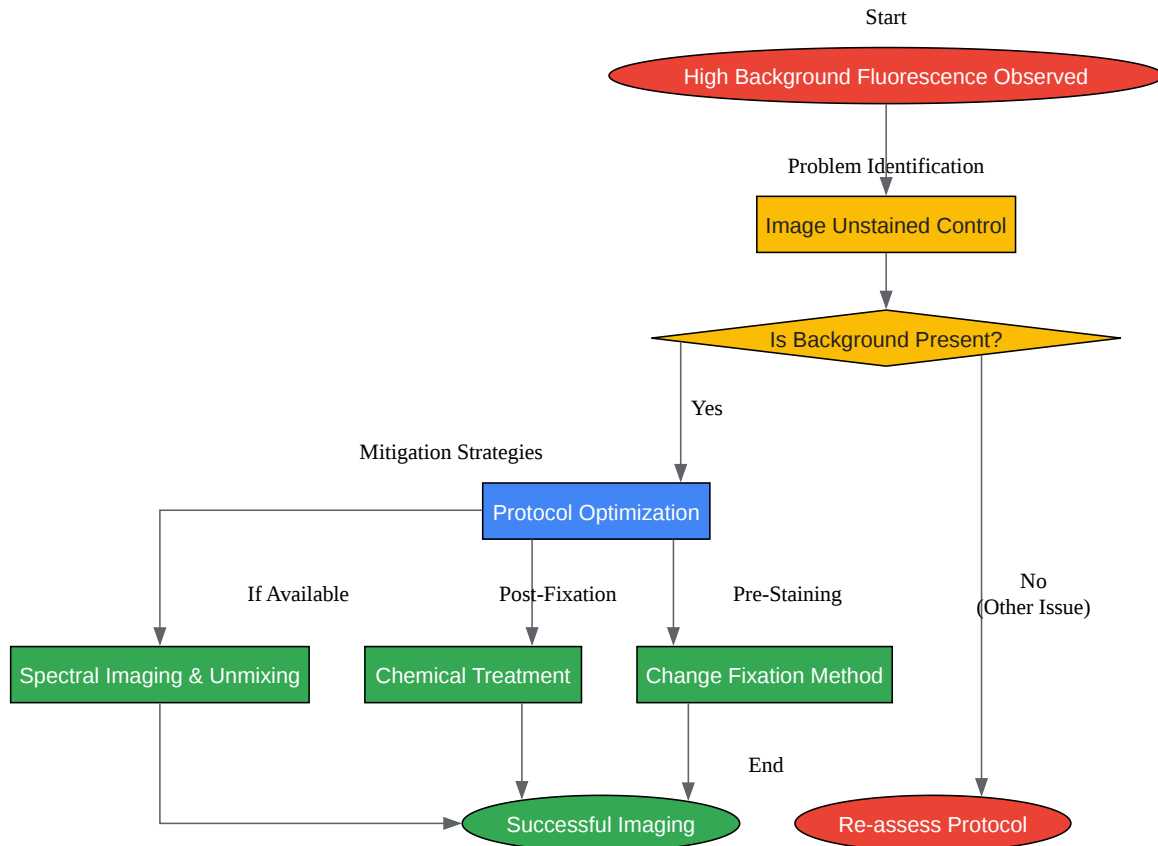 Start
High Background Fluorescence Observed
Problem Identification
Image Unstained Control
Is Background Present?
Yes
Mitigation Strategies
Protocol Optimization
If Available
Post-Fixation
Pre-Staining
No
(Other Issue)
Spectral Imaging & Unmixing
Chemical Treatment
Change Fixation Method
End
Successful Imaging
Re-assess Protocol